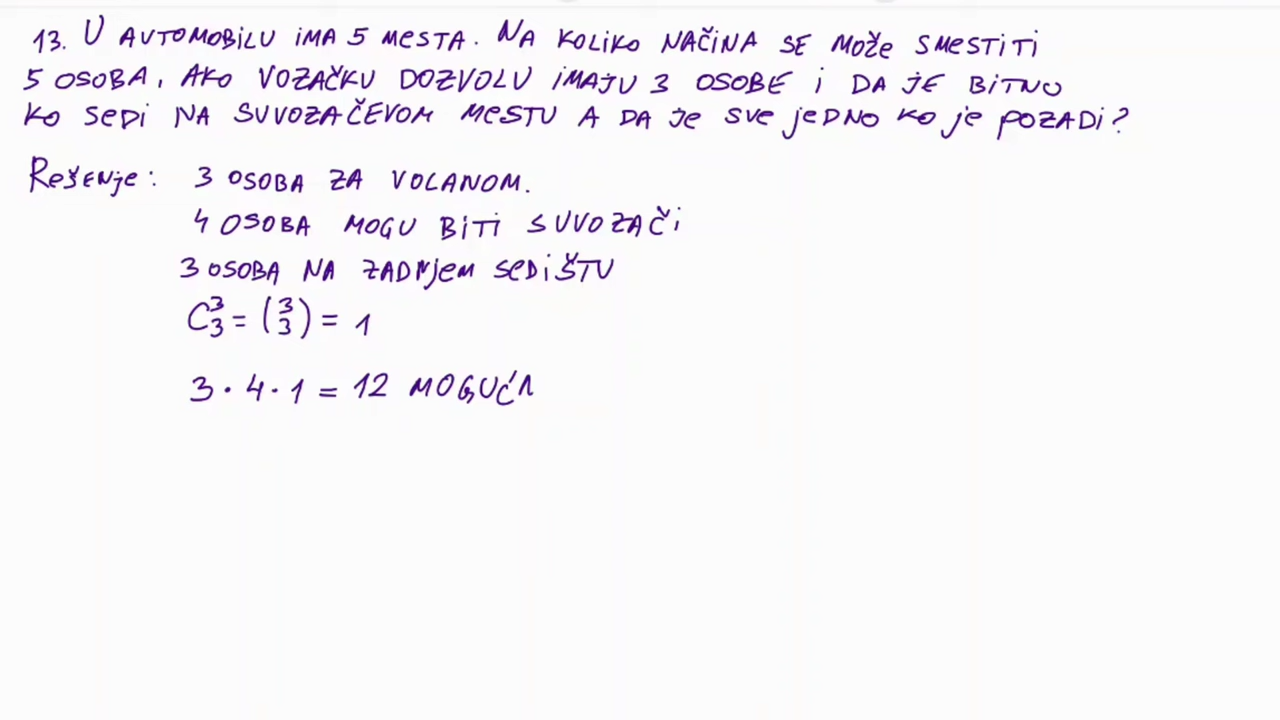 13. U AUTOMOBILU IMA 5 MESTA. NA KOLIKO NAČINA SE MOŽE SMESTITI
5 OSOBA, AKO VOZAČKU DOZVOLU IMAJU 3 OSOBE I DA JE BITNO
KO SEDI NA SUVOZAČEVOM MESTU A DA JE SVE JEDNO KO JE POZADI?
REŠENJE: 3 OSOBA ZA VOLANOM.
4 OSOBA MOGU BITI SUVOZAČI
3 OSOBA NA ZADNJEM SEDIŠTU
C₃³ = (3 3) = 1
3 · 4 · 1 = 12